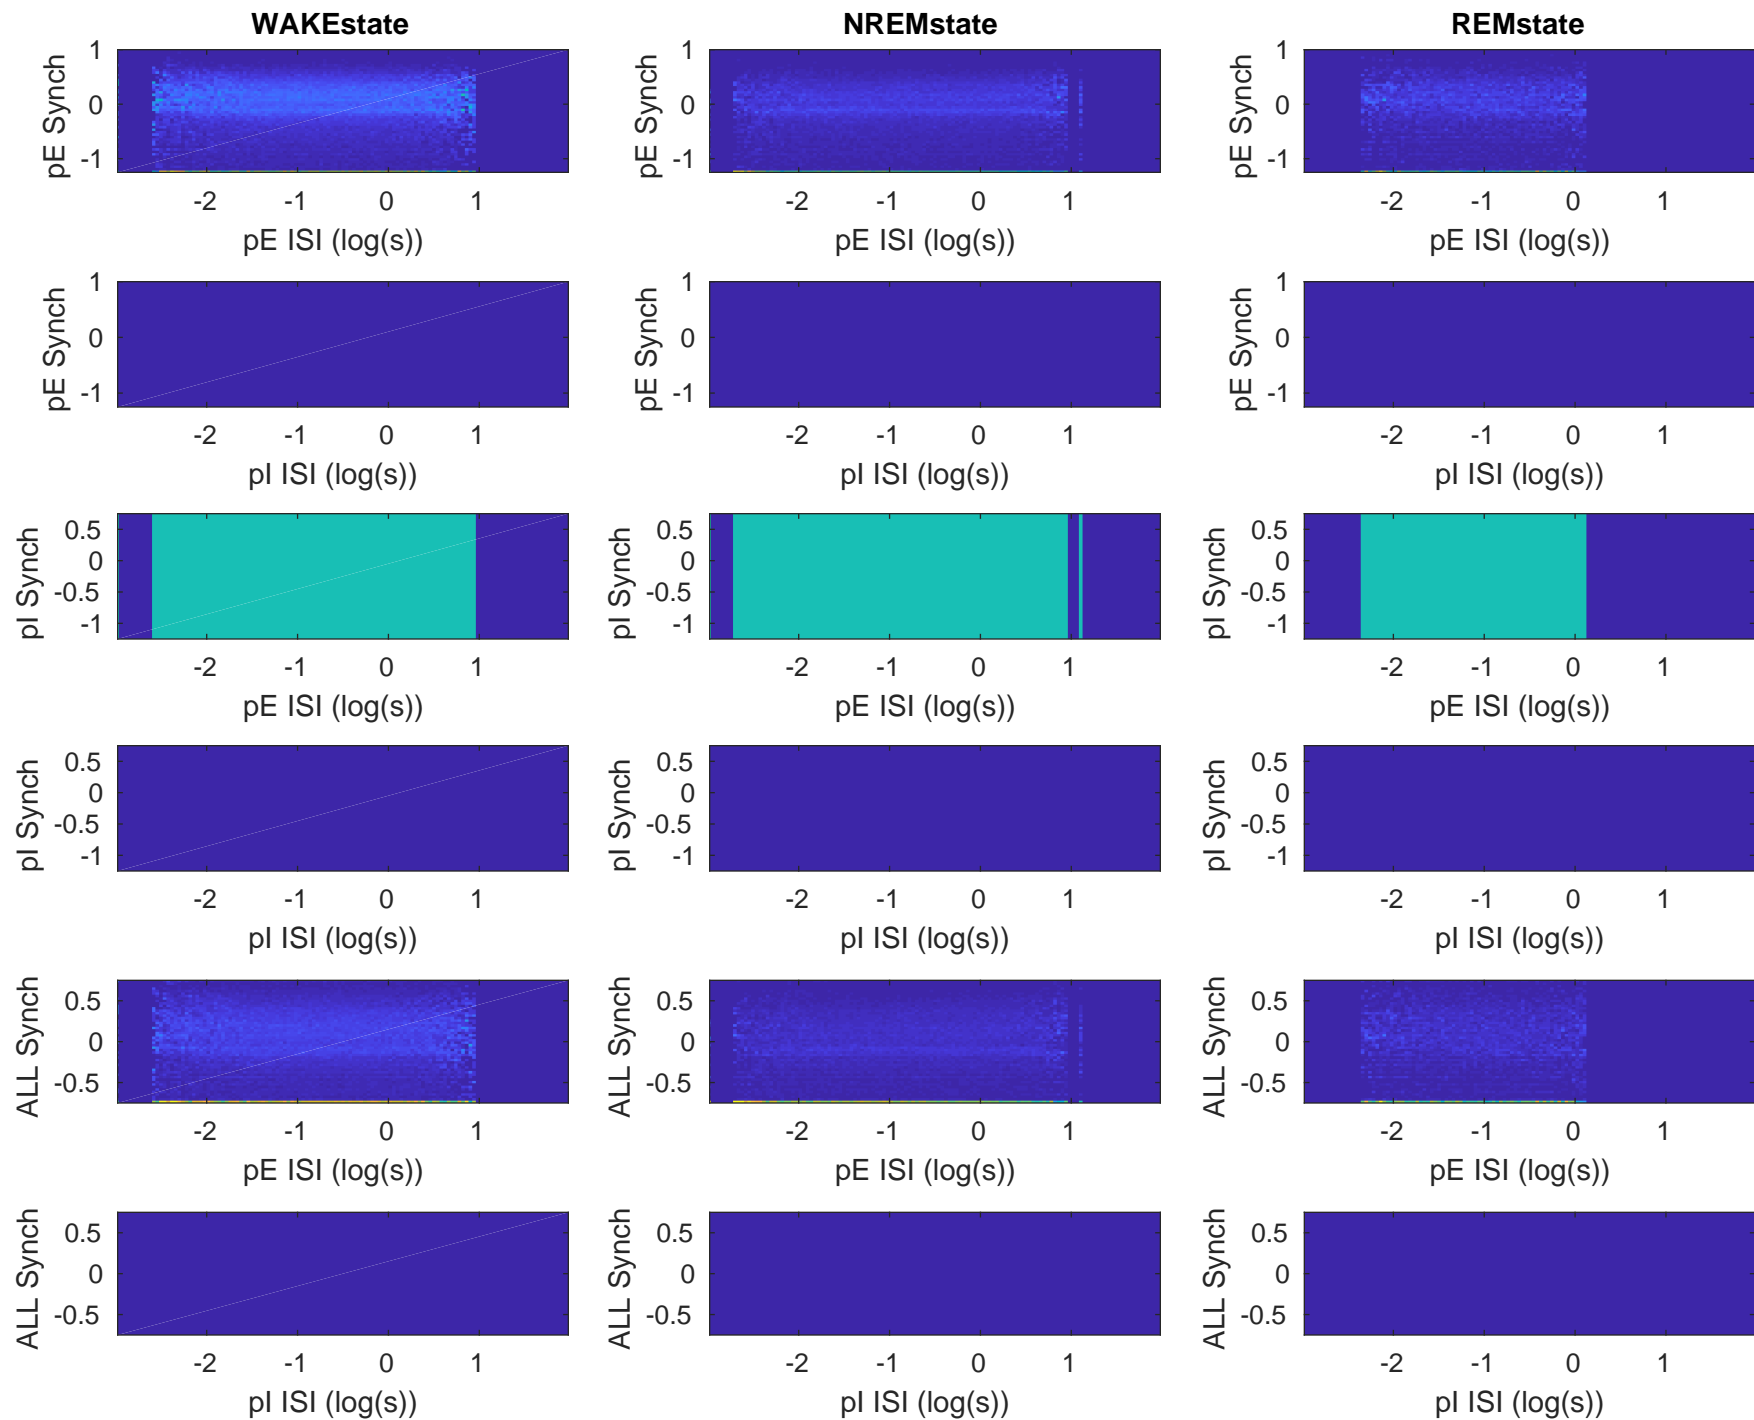 WAKEstate NREMstate REMstate
1 1 1
pE Synch pE Synch pE Synch
0 0 0
-1 -1 -1
-2 -1 0 1 -2 -1 0 1 -2 -1 0 1
pE ISI (log(s)) pE ISI (log(s)) pE ISI (log(s))
1 1 1
pE Synch pE Synch pE Synch
0 0 0
-1 -1 -1
-2 -1 0 1 -2 -1 0 1 -2 -1 0 1
pI ISI (log(s)) pI ISI (log(s)) pI ISI (log(s))
pI Synch pI Synch pI Synch
0.5 0.5 0.5
0 0 0
-0.5 -0.5 -0.5
-1 -1 -1
-2 -1 0 1 -2 -1 0 1 -2 -1 0 1
pE ISI (log(s)) pE ISI (log(s)) pE ISI (log(s))
pI Synch pI Synch pI Synch
0.5 0.5 0.5
0 0 0
-0.5 -0.5 -0.5
-1 -1 -1
-2 -1 0 1 -2 -1 0 1 -2 -1 0 1
pI ISI (log(s)) pI ISI (log(s)) pI ISI (log(s))
ALL Synch ALL Synch ALL Synch
0.5 0.5 0.5
0 0 0
-0.5 -0.5 -0.5
-2 -1 0 1 -2 -1 0 1 -2 -1 0 1
pE ISI (log(s)) pE ISI (log(s)) pE ISI (log(s))
ALL Synch ALL Synch ALL Synch
0.5 0.5 0.5
0 0 0
-0.5 -0.5 -0.5
-2 -1 0 1 -2 -1 0 1 -2 -1 0 1
pI ISI (log(s)) pI ISI (log(s)) pI ISI (log(s))